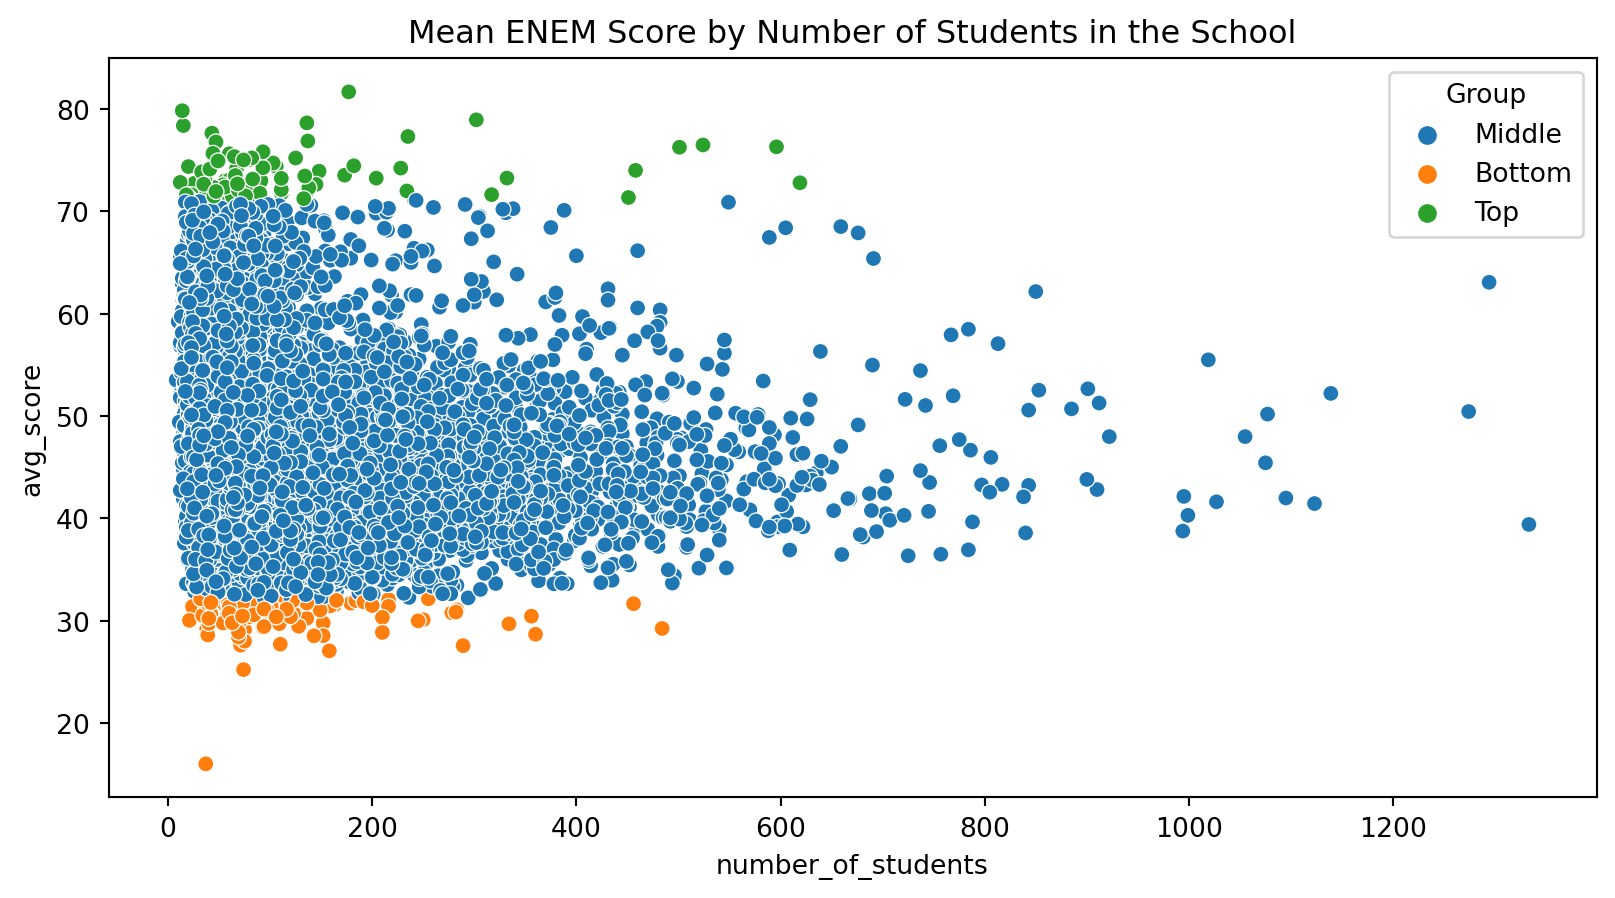 Mean ENEM Score by Number of Students in the School
Group
Middle
Bottom
Top
avg_score
80
70
60
50
40
30
20
0
200
400
600
800
1000
1200
number_of_students